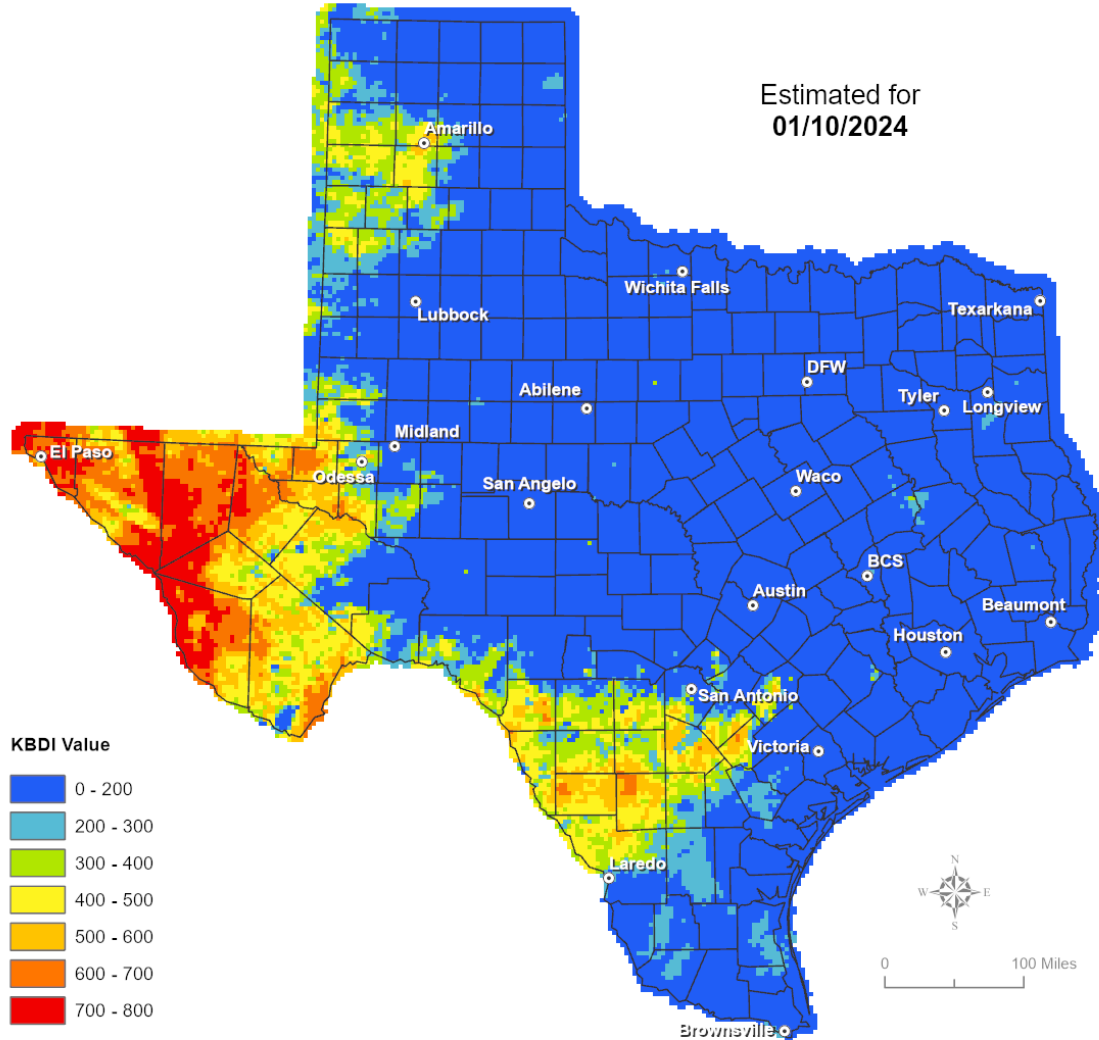 Estimated for
01/10/2024
Amarillo
Wichita Falls
Lubbock
Texarkana
DFW
Abilene
Tyler
Longview
Midland
El Paso
Odessa
San Angelo
Waco
BCS
Austin
Beaumont
Houston
San Antonio
Victoria
Laredo
Brownsville
KBDI Value
0 - 200
200 - 300
300 - 400
400 - 500
500 - 600
600 - 700
700 - 800
N
W E
S
0 100 Miles